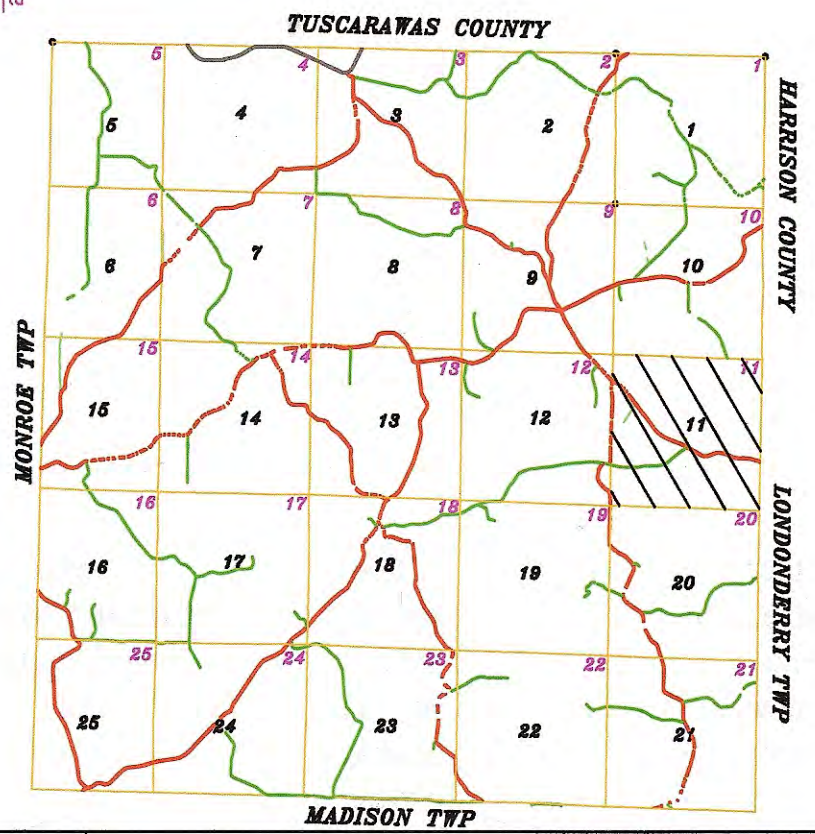 TUSCARAWAS COUNTY
5 4 3 2 1
5 4 3 2 1
6 7 8 9 10
6 7 8 9 10
HARRISON COUNTY
15 14 13 12 11
15 14 13 12 11
MONROE TWP
16 17 18 19 20
16 17 18 19 20
LONDONDERRY TWP
25 24 23 22 21
25 24 23 22 21
MADISON TWP